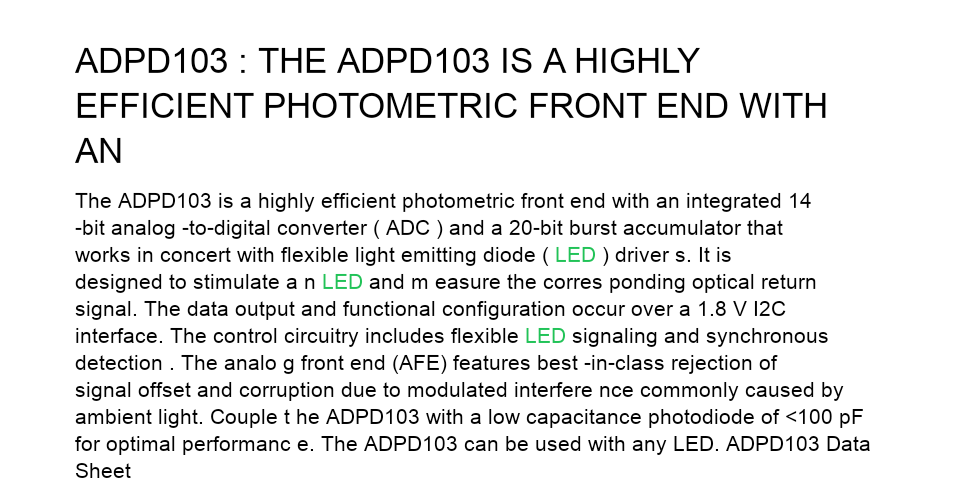 ADPD103 : THE ADPD103 IS A HIGHLY
EFFICIENT PHOTOMETRIC FRONT END WITH
AN
The ADPD103 is a highly efficient photometric front end with an integrated 14
-bit analog -to-digital converter ( ADC ) and a 20-bit burst accumulator that
works in concert with flexible light emitting diode ( LED ) driver s. It is
designed to stimulate a n LED and m easure the corres ponding optical return
signal. The data output and functional configuration occur over a 1.8 V I2C
interface. The control circuitry includes flexible LED signaling and synchronous
detection . The analo g front end (AFE) features best -in-class rejection of
signal offset and corruption due to modulated interfere nce commonly caused by
ambient light. Couple t he ADPD103 with a low capacitance photodiode of <100 pF
for optimal performanc e. The ADPD103 can be used with any LED. ADPD103 Data
Sheet